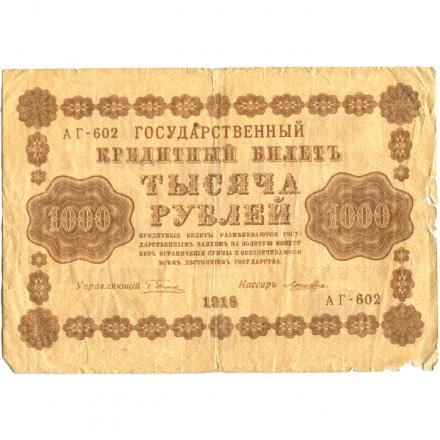 АГ-602 ГОСУДАРСТВЕННЫЙ
КРЕДИТНЫЙ БИЛЕТЪ
ТЫСЯЧА
1000 РУБЛЕЙ 1000
КРЕДИТНЫЕ БИЛЕТЫ РАЗМѢНИВАЮТСЯ ГОСУ-
ДАРСТВЕННЫМЪ БАНКОМЪ НА ЗОЛОТУЮ МОНЕТУ
БЕЗЪ ОГРАНИЧЕНІЯ СУММЫ И ОБЕЗПЕЧИВАЮТСЯ
ВСѢМЪ ДОСТОЯНІЕМЪ ГОСУДАРСТВА.
Управляющій Кассиръ
1918 АГ-602